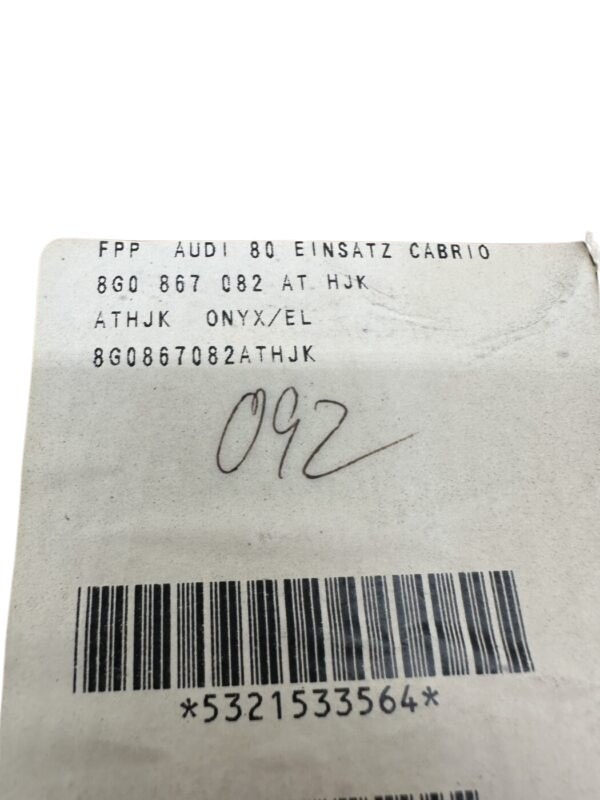 FPP AUDI 80 EINSATZ CABRIO
8G0 867 082 AT HJK
ATHJK ONYX/EL
8G0867082ATHJK
092
*5321533564*